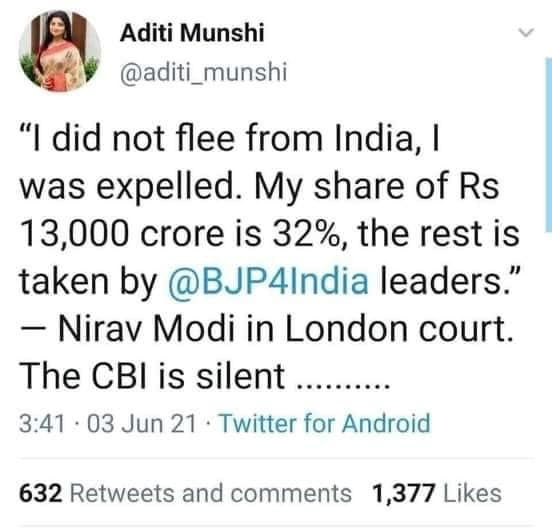 Aditi Munshi
@aditi_munshi
“I did not flee from India, I
was expelled. My share of Rs
13,000 crore is 32%, the rest is
taken by @BJP4India leaders.”
— Nirav Modi in London court.
The CBI is silent ..........
3:41 · 03 Jun 21 · Twitter for Android
632 Retweets and comments 1,377 Likes